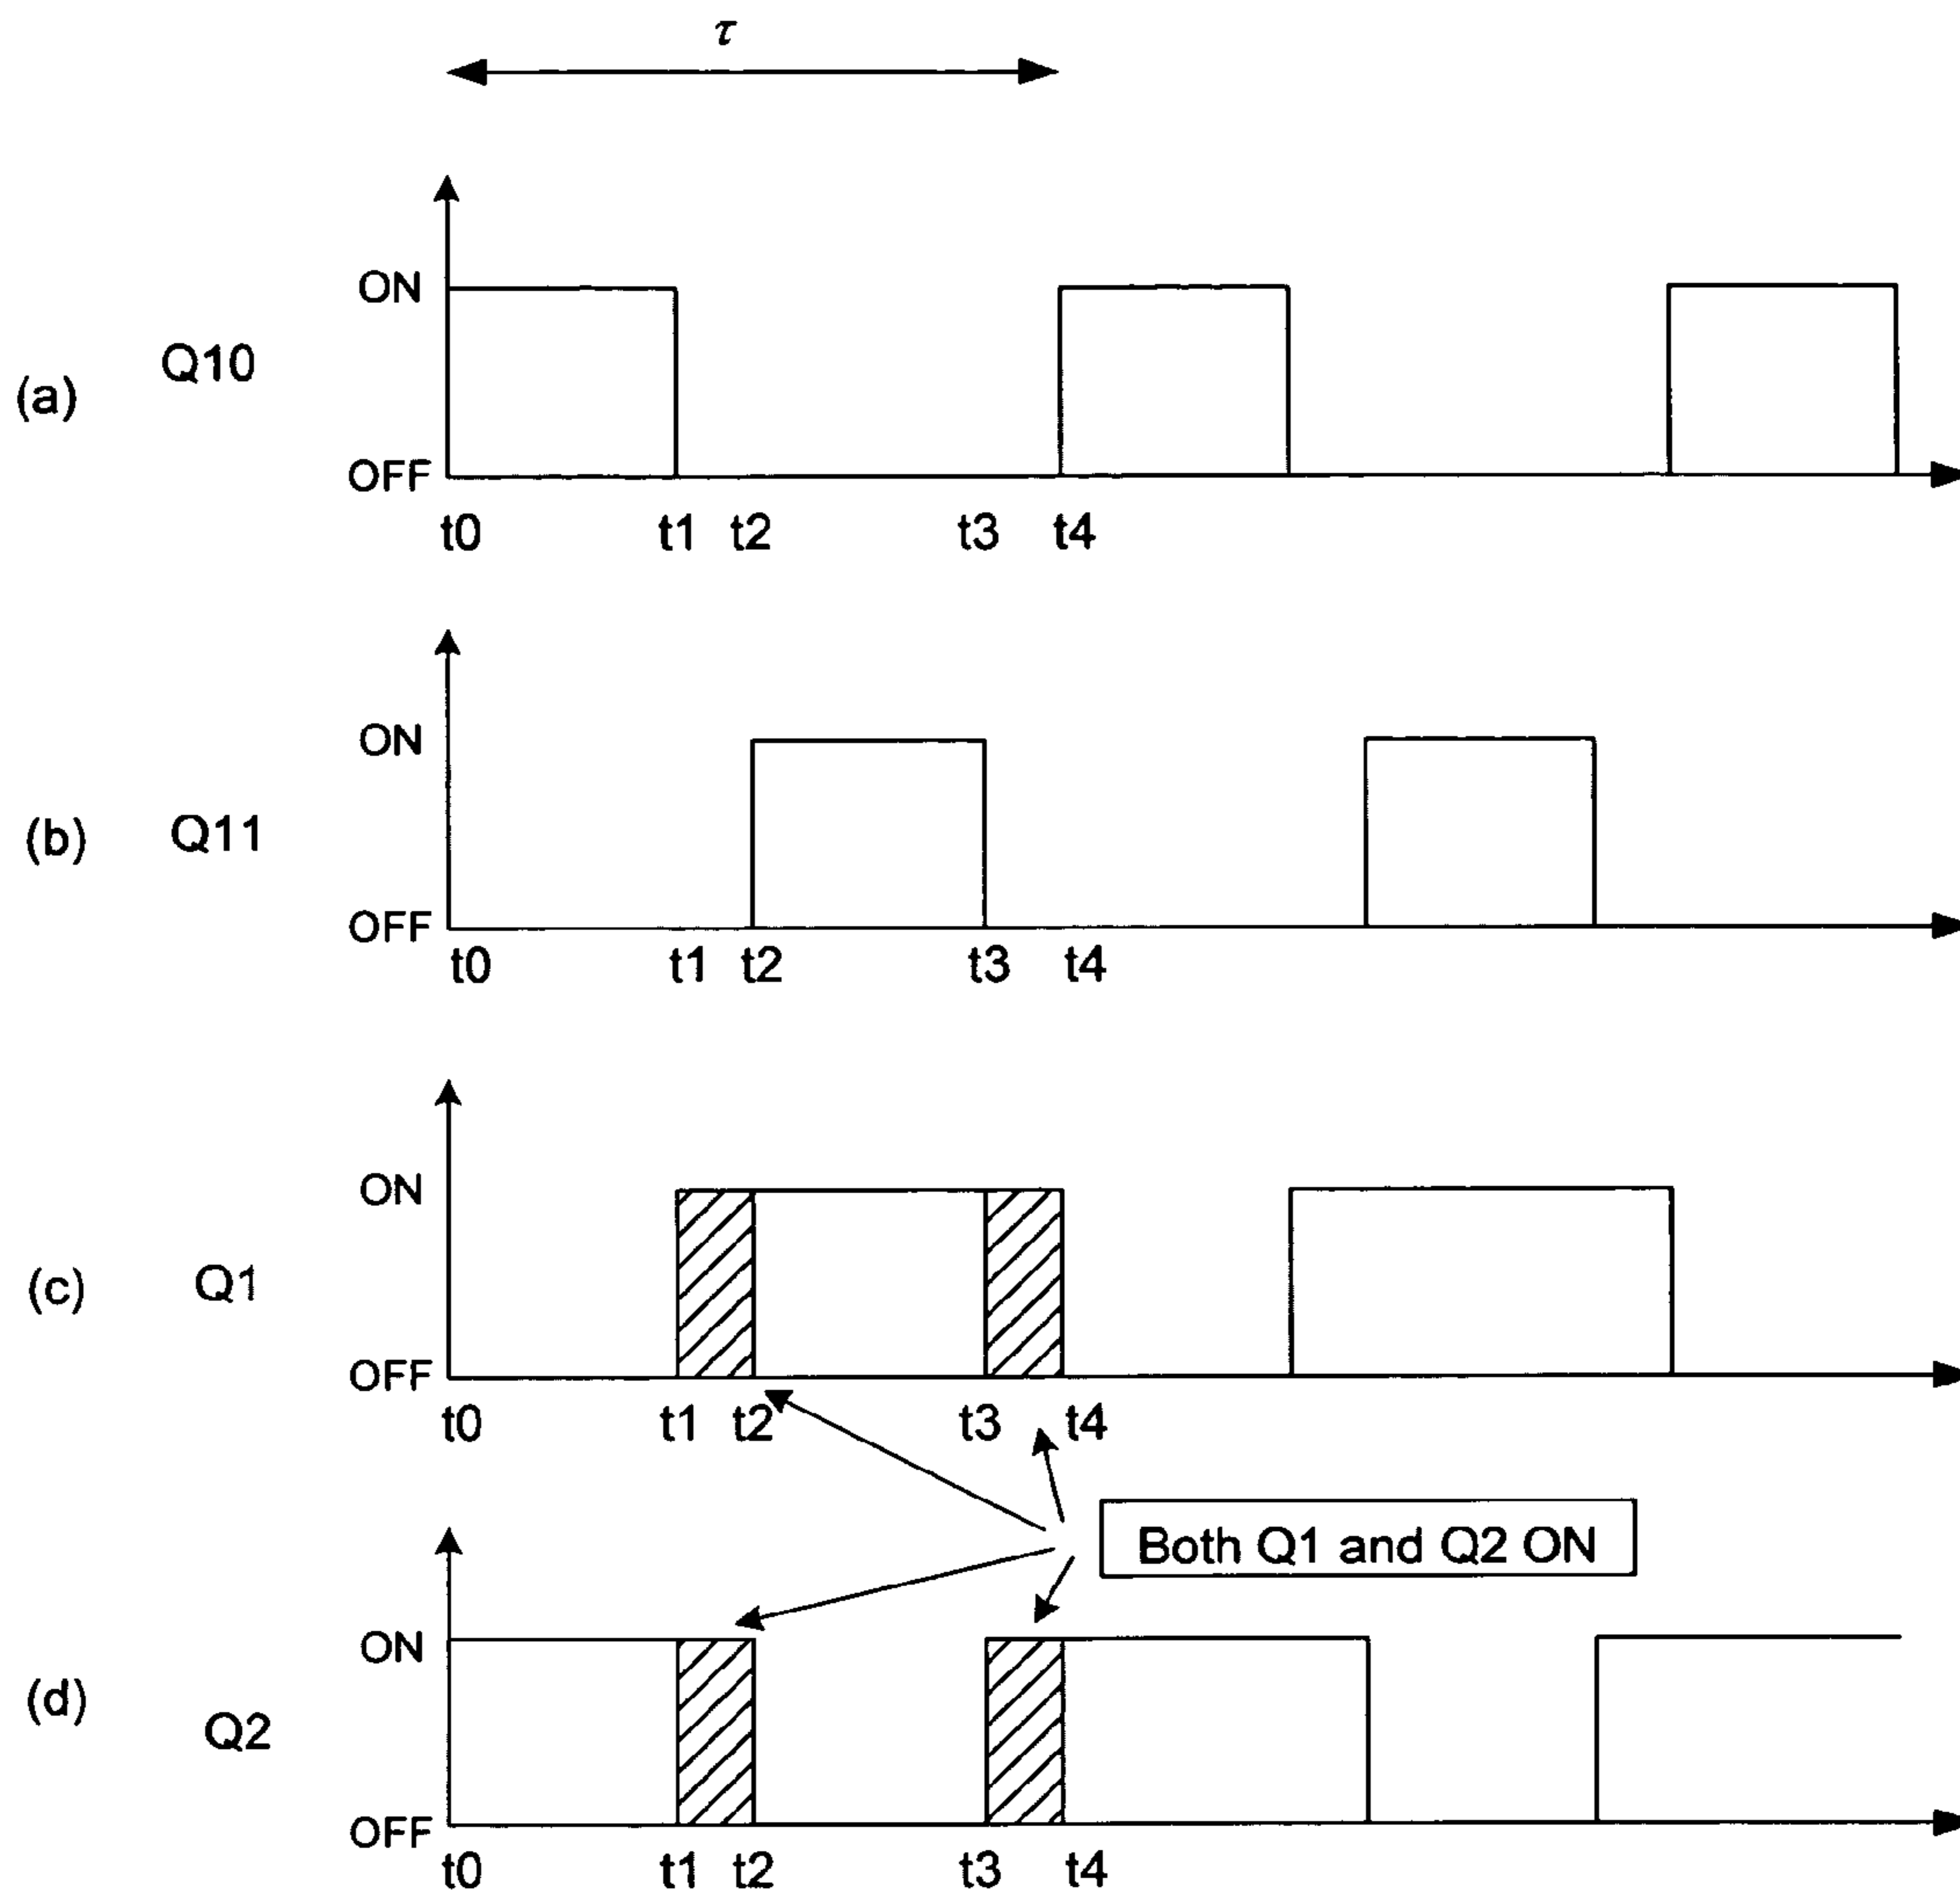 τ
ON
(a) Q10
OFF
t0 t1 t2 t3 t4
ON
(b) Q11
OFF
t0 t1 t2 t3 t4
ON
(c) Q1
OFF
t0 t1 t2 t3 t4
Both Q1 and Q2 ON
ON
(d) Q2
OFF
t0 t1 t2 t3 t4